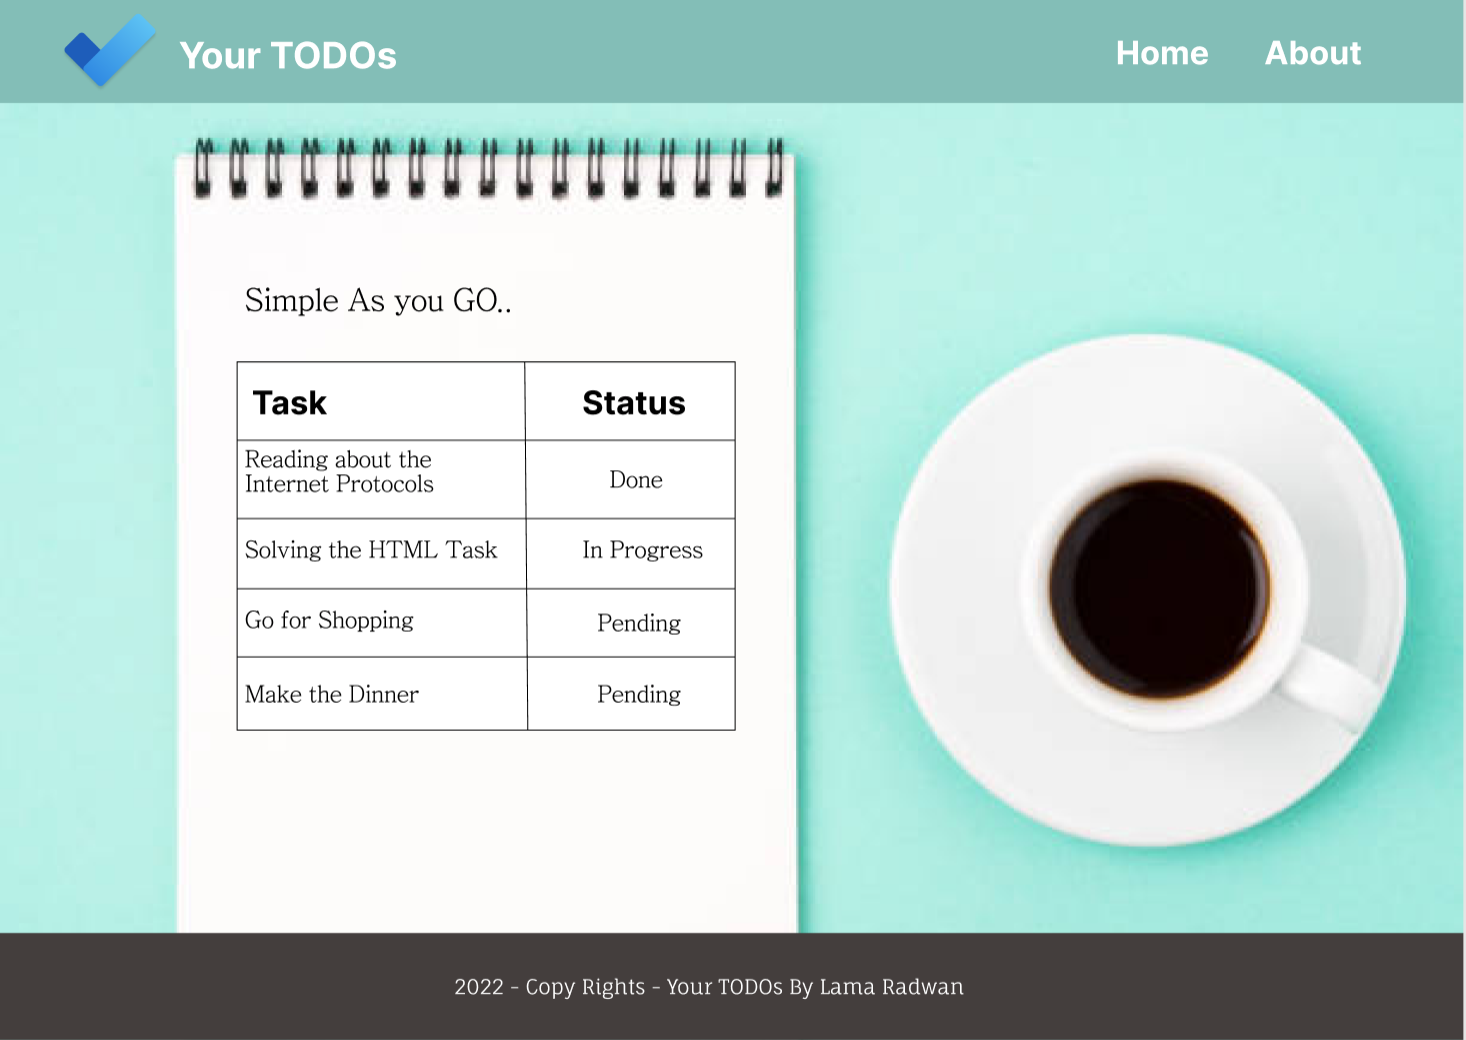 Your TODOs
Home
About
Simple As you GO..
Task
Status
Reading about the
Internet Protocols
Done
Solving the HTML Task
In Progress
Go for Shopping
Pending
Make the Dinner
Pending
2022 - Copy Rights - Your TODOs By Lama Radwan